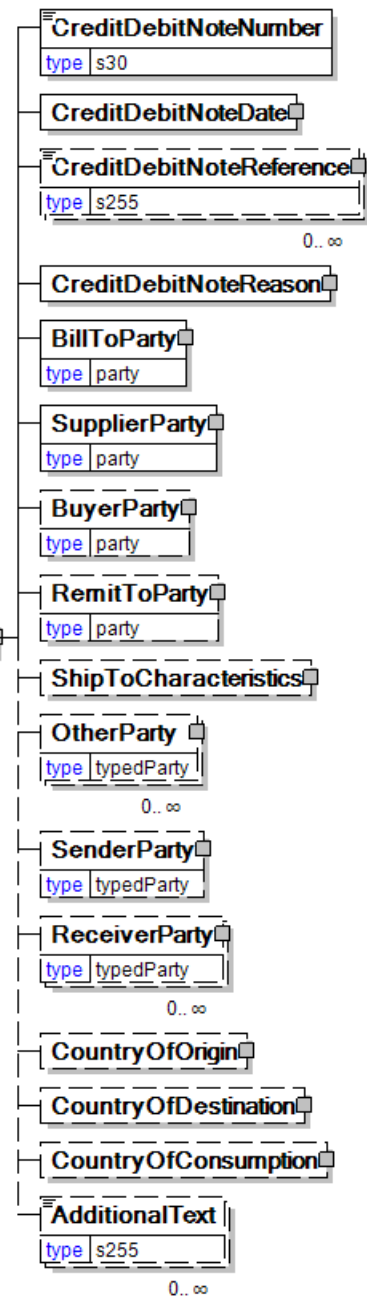 CreditDebitNoteNumber
type s30
CreditDebitNoteDate
CreditDebitNoteReference
type s255
0.. ∞
CreditDebitNoteReason
BillToParty
type party
SupplierParty
type party
BuyerParty
type party
RemitToParty
type party
ShipToCharacteristics
OtherParty
type typedParty
0.. ∞
SenderParty
type typedParty
ReceiverParty
type typedParty
0.. ∞
CountryOfOrigin
CountryOfDestination
CountryOfConsumption
AdditionalText
type s255
0.. ∞